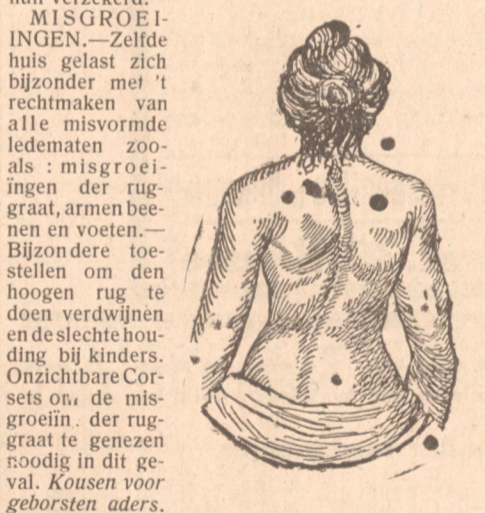 MISGROEI-
INGEN.—Zelfde
huis gelast zich
bijzonder met 't
rechtmaken van
alle misvormde
ledematen zoo-
als : misgroei-
ïngen der rug-
graat, armen bee-
nen en voeten.—
Bijzondere toe-
stellen om den
hoogen rug te
doen verdwijnen
en de slechte hou-
ding bij kinders.
Onzichtbare Cor-
sets de mis-
der rug-
graat te genezen
noodig in dit ge-
val. Kousen voor
geborsten aders.